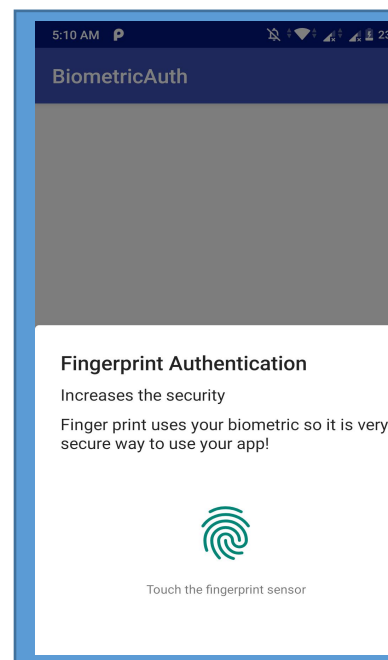 5:10 AM
BiometricAuth
Fingerprint Authentication
Increases the security
Finger print uses your biometric so it is very
secure way to use your app!
Touch the fingerprint sensor